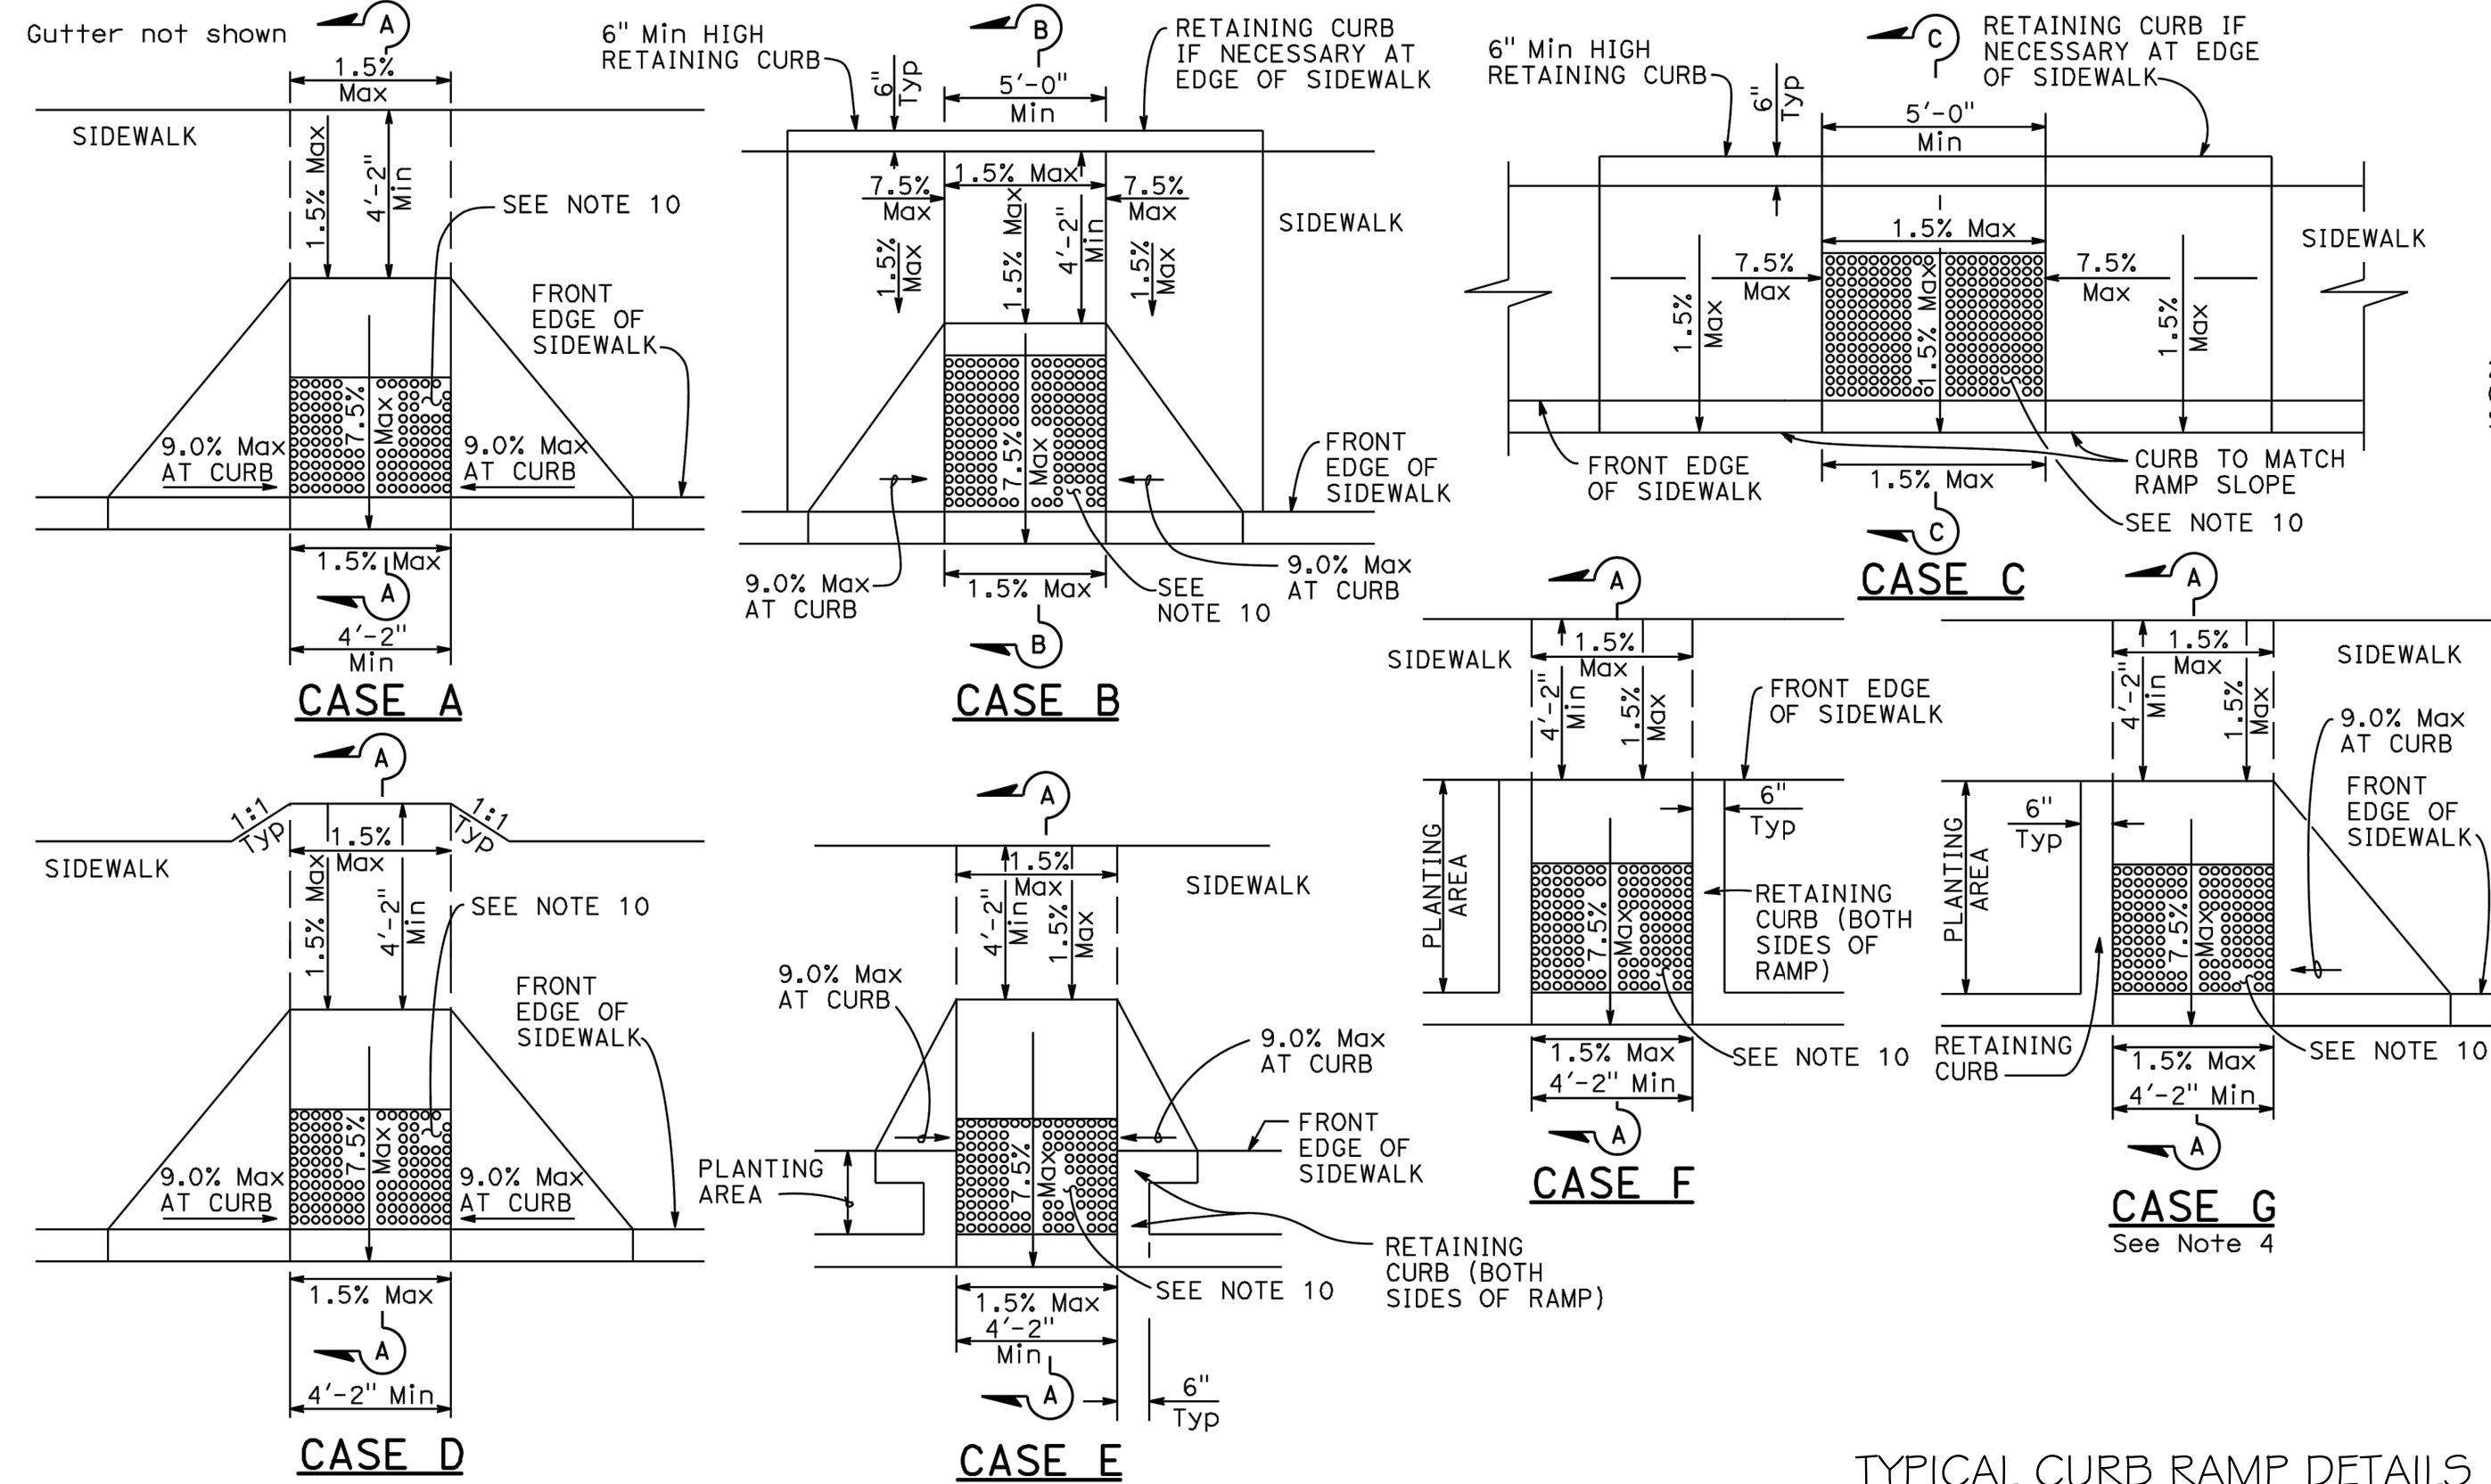 Gutter not shown
A
1.5%
Max
SIDEWALK
1.5% Max
4'-2"
Min
SEE NOTE 10
FRONT
EDGE OF
SIDEWALK
7.5%
Max
9.0% Max
AT CURB
9.0% Max
AT CURB
1.5% Max
A
4'-2"
Min
CASE A
6" Min HIGH
RETAINING CURB
6"
Typ
B
RETAINING CURB
IF NECESSARY AT
EDGE OF SIDEWALK
5'-0"
Min
7.5%
Max
1.5% Max
7.5%
Max
SIDEWALK
1.5%
Max
1.5% Max
4'-2"
Min
1.5%
Max
7.5%
Max
FRONT
EDGE OF
SIDEWALK
9.0% Max
AT CURB
1.5% Max
SEE
NOTE 10
9.0% Max
AT CURB
B
CASE B
6" Min HIGH
RETAINING CURB
6"
Typ
C
RETAINING CURB IF
NECESSARY AT EDGE
OF SIDEWALK
5'-0"
Min
1.5% Max
SIDEWALK
7.5%
Max
7.5%
Max
1.5%
Max
1.5% Max
1.5%
Max
FRONT EDGE
OF SIDEWALK
1.5% Max
CURB TO MATCH
RAMP SLOPE
SEE NOTE 10
C
CASE C
A
1:1
Typ
1:1
Typ
1.5%
Max
SIDEWALK
1.5% Max
4'-2"
Min
SEE NOTE 10
FRONT
EDGE OF
SIDEWALK
7.5%
Max
9.0% Max
AT CURB
9.0% Max
AT CURB
1.5% Max
A
4'-2" Min
CASE D
A
1.5%
Max
SIDEWALK
4'-2"
Min
1.5%
Max
9.0% Max
AT CURB
9.0% Max
AT CURB
7.5%
Max
FRONT
EDGE OF
SIDEWALK
PLANTING
AREA
RETAINING
CURB (BOTH
SIDES OF RAMP)
SEE NOTE 10
1.5% Max
4'-2"
Min
A
6"
Typ
CASE E
A
1.5%
Max
SIDEWALK
4'-2"
Min
1.5%
Max
FRONT EDGE
OF SIDEWALK
6"
Typ
PLANTING
AREA
7.5%
Max
RETAINING
CURB (BOTH
SIDES OF
RAMP)
SEE NOTE 10
1.5% Max
4'-2" Min
A
CASE F
A
1.5%
Max
SIDEWALK
4'-2"
Min
1.5%
Max
9.0% Max
AT CURB
FRONT
EDGE OF
SIDEWALK
6"
Typ
PLANTING
AREA
7.5%
Max
RETAINING
CURB
SEE NOTE 10
1.5% Max
4'-2" Min
A
CASE G
See Note 4
TYPICAL CURB RAMP DETAILS